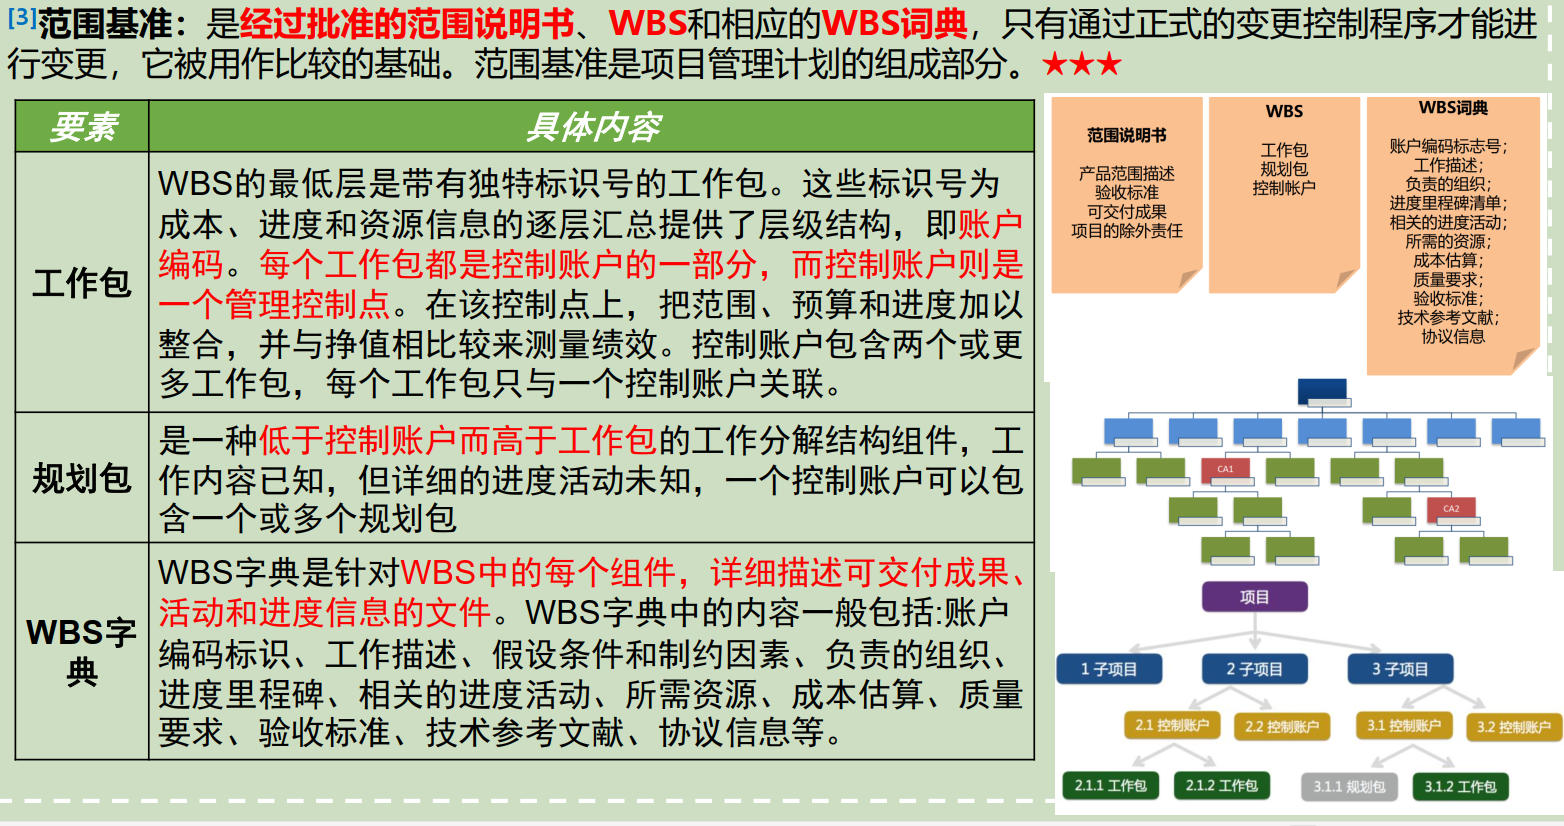 [3]范围基准：是经过批准的范围说明书、WBS和相应的WBS词典，只有通过正式的变更控制程序才能进
行变更，它被用作比较的基础。范围基准是项目管理计划的组成部分。★★★
要素
具体内容
工作包
WBS的最低层是带有独特标识号的工作包。这些标识号为
成本、进度和资源信息的逐层汇总提供了层级结构，即账户
编码。每个工作包都是控制账户的一部分，而控制账户则是
一个管理控制点。在该控制点上，把范围、预算和进度加以
整合，并与挣值相比较来测量绩效。控制账户包含两个或更
多工作包，每个工作包只与一个控制账户关联。
规划包
是一种低于控制账户而高于工作包的工作分解结构组件，工
作内容已知，但详细的进度活动未知，一个控制账户可以包
含一个或多个规划包
WBS字
典
WBS字典是针对WBS中的每个组件，详细描述可交付成果、
活动和进度信息的文件。WBS字典中的内容一般包括:账户
编码标识、工作描述、假设条件和制约因素、负责的组织、
进度里程碑、相关的进度活动、所需资源、成本估算、质量
要求、验收标准、技术参考文献、协议信息等。
范围说明书
产品范围描述
验收标准
可交付成果
项目的除外责任
WBS
工作包
规划包
控制帐户
WBS词典
账户编码标志号；
工作描述；
负责的组织；
进度里程碑清单；
相关的进度活动；
所需的资源；
成本估算；
质量要求；
验收标准；
技术参考文献；
协议信息
CA1
CA2
项目
1 子项目
2 子项目
3 子项目
2.1 控制账户
2.2 控制账户
3.1 控制账户
3.2 控制账户
2.1.1 工作包
2.1.2 工作包
3.1.1 规划包
3.1.2 工作包